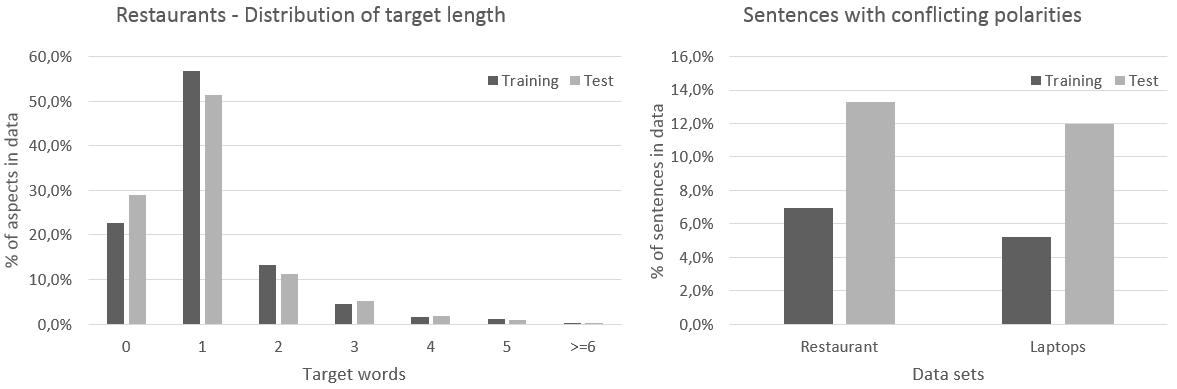 Restaurants - Distribution of target length
% of aspects in data
60,0%
50,0%
40,0%
30,0%
20,0%
10,0%
0,0%
Training Test
0 1 2 3 4 5 >=6
Target words
Sentences with conflicting polarities
% of sentences in data
16,0%
14,0%
12,0%
10,0%
8,0%
6,0%
4,0%
2,0%
0,0%
Training Test
Restaurant Laptops
Data sets